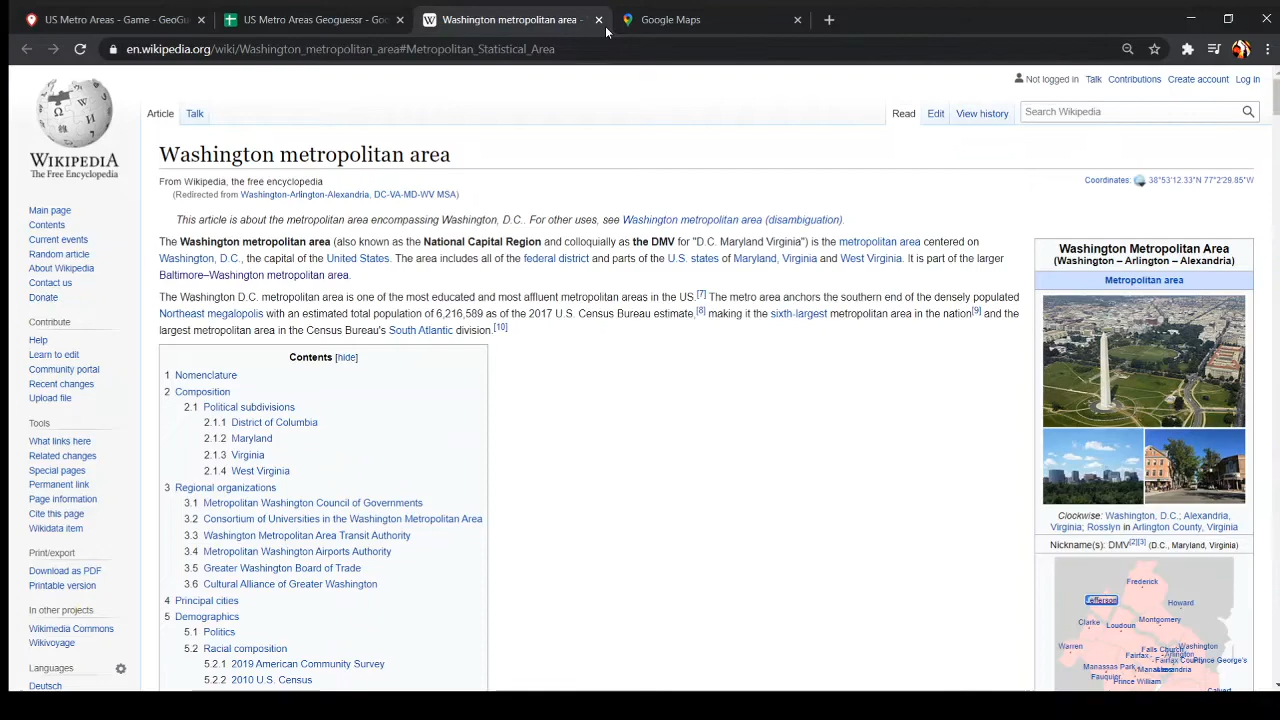 US Metro Areas - Game - GeoGu
US Metro Areas Geoguessr - Goo
Washington metropolitan area -
Google Maps
en.wikipedia.org/wiki/Washington_metropolitan_area#Metropolitan_Statistical_Area
Not logged in Talk Contributions Create account Log in
Article Talk Read Edit View history Search Wikipedia
WIKIPEDIA
The Free Encyclopedia
Main page
Contents
Current events
Random article
About Wikipedia
Contact us
Donate
Contribute
Help
Learn to edit
Community portal
Recent changes
Upload file
Tools
What links here
Related changes
Special pages
Permanent link
Page information
Cite this page
Wikidata item
Print/export
Download as PDF
Printable version
In other projects
Wikimedia Commons
Wikivoyage
Languages
Deutsch
Washington metropolitan area
From Wikipedia, the free encyclopedia
(Redirected from Washington-Arlington-Alexandria, DC-VA-MD-WV MSA)
Coordinates: 38°53′12.33″N 77°2′29.85″W
This article is about the metropolitan area encompassing Washington, D.C.. For other uses, see Washington metropolitan area (disambiguation).
The Washington metropolitan area (also known as the National Capital Region and colloquially as the DMV for "D.C. Maryland Virginia") is the metropolitan area centered on
Washington, D.C., the capital of the United States. The area includes all of the federal district and parts of the U.S. states of Maryland, Virginia and West Virginia. It is part of the larger
Baltimore–Washington metropolitan area.
The Washington D.C. metropolitan area is one of the most educated and most affluent metropolitan areas in the US.[7] The metro area anchors the southern end of the densely populated
Northeast megalopolis with an estimated total population of 6,216,589 as of the 2017 U.S. Census Bureau estimate,[8] making it the sixth-largest metropolitan area in the nation[9] and the
largest metropolitan area in the Census Bureau's South Atlantic division.[10]
Contents [hide]
1 Nomenclature
2 Composition
2.1 Political subdivisions
2.1.1 District of Columbia
2.1.2 Maryland
2.1.3 Virginia
2.1.4 West Virginia
3 Regional organizations
3.1 Metropolitan Washington Council of Governments
3.2 Consortium of Universities in the Washington Metropolitan Area
3.3 Washington Metropolitan Area Transit Authority
3.4 Metropolitan Washington Airports Authority
3.5 Greater Washington Board of Trade
3.6 Cultural Alliance of Greater Washington
4 Principal cities
5 Demographics
5.1 Politics
5.2 Racial composition
5.2.1 2019 American Community Survey
5.2.2 2010 U.S. Census
Washington Metropolitan Area
(Washington – Arlington – Alexandria)
Metropolitan area
Clockwise: Washington, D.C.; Alexandria,
Virginia; Rosslyn in Arlington County, Virginia
Nickname(s): DMV[2][3] (D.C., Maryland, Virginia)
Frederick
Jefferson
Howard
Clarke
Loudoun
Montgomery
Warren
Falls Church
Washington
Arlington
Fairfax
Fairfax County
Prince George's
Manassas Park
Manassas
Fauquier
Prince William
Calvert